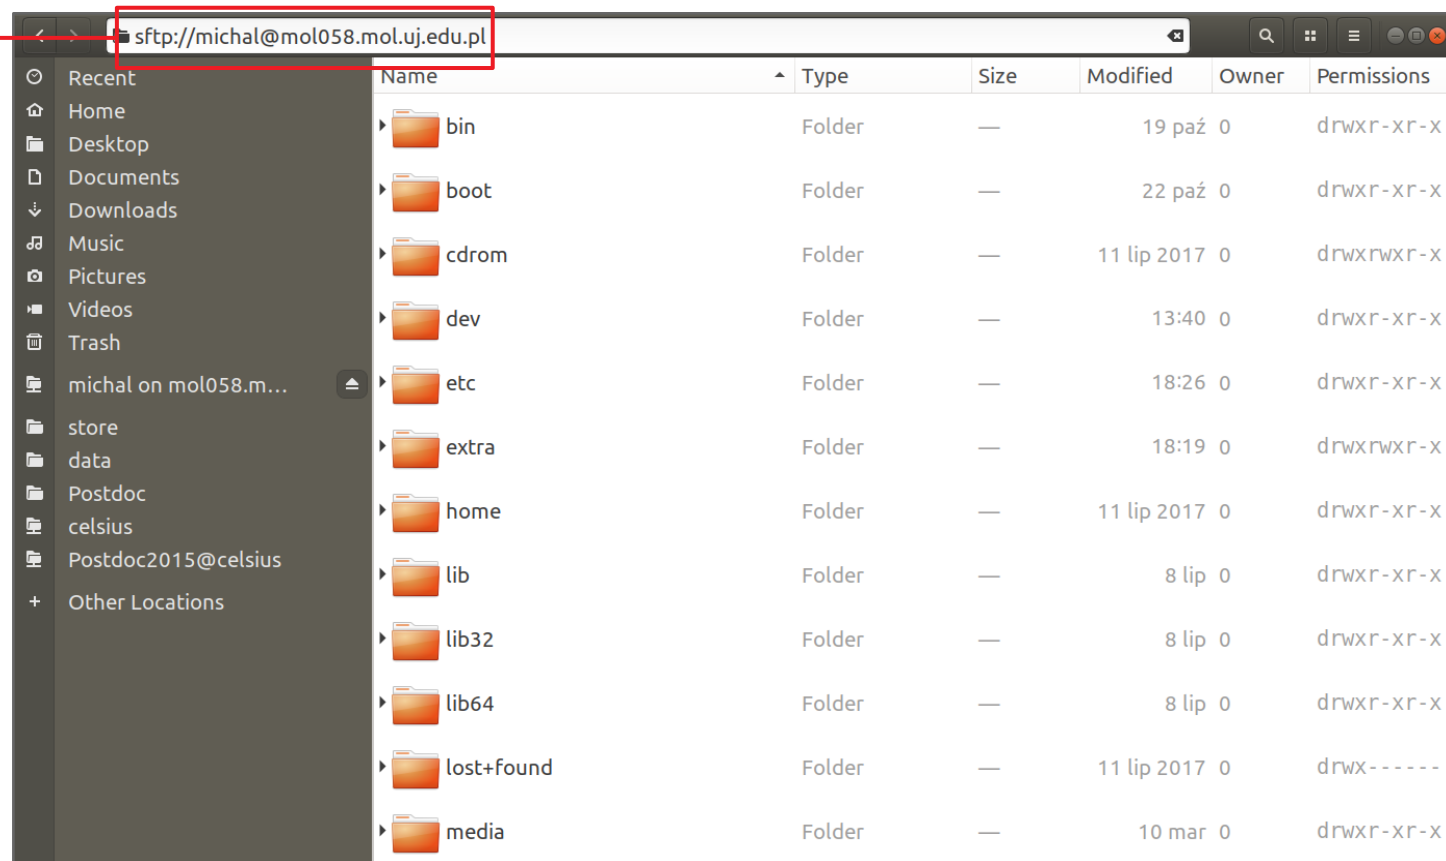 sftp://michal@mol058.mol.uj.edu.pl
Recent
Home
Desktop
Documents
Downloads
Music
Pictures
Videos
Trash
michal on mol058.m...
store
data
Postdoc
celsius
Postdoc2015@celsius
+ Other Locations
Name Type Size Modified Owner Permissions
bin Folder — 19 paź 0 drwxr-xr-x
boot Folder — 22 paź 0 drwxr-xr-x
cdrom Folder — 11 lip 2017 0 drwxrwxr-x
dev Folder — 13:40 0 drwxr-xr-x
etc Folder — 18:26 0 drwxr-xr-x
extra Folder — 18:19 0 drwxrwxr-x
home Folder — 11 lip 2017 0 drwxr-xr-x
lib Folder — 8 lip 0 drwxr-xr-x
lib32 Folder — 8 lip 0 drwxr-xr-x
lib64 Folder — 8 lip 0 drwxr-xr-x
lost+found Folder — 11 lip 2017 0 drwx------
media Folder — 10 mar 0 drwxr-xr-x